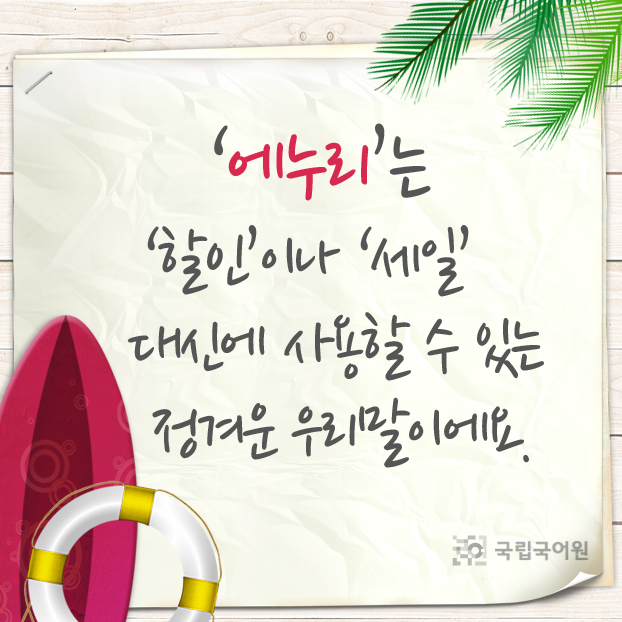 ‘에누리’는
‘할인’이나 ‘세일’
대신에 사용할 수 있는
정겨운 우리말이에요.
국립국어원